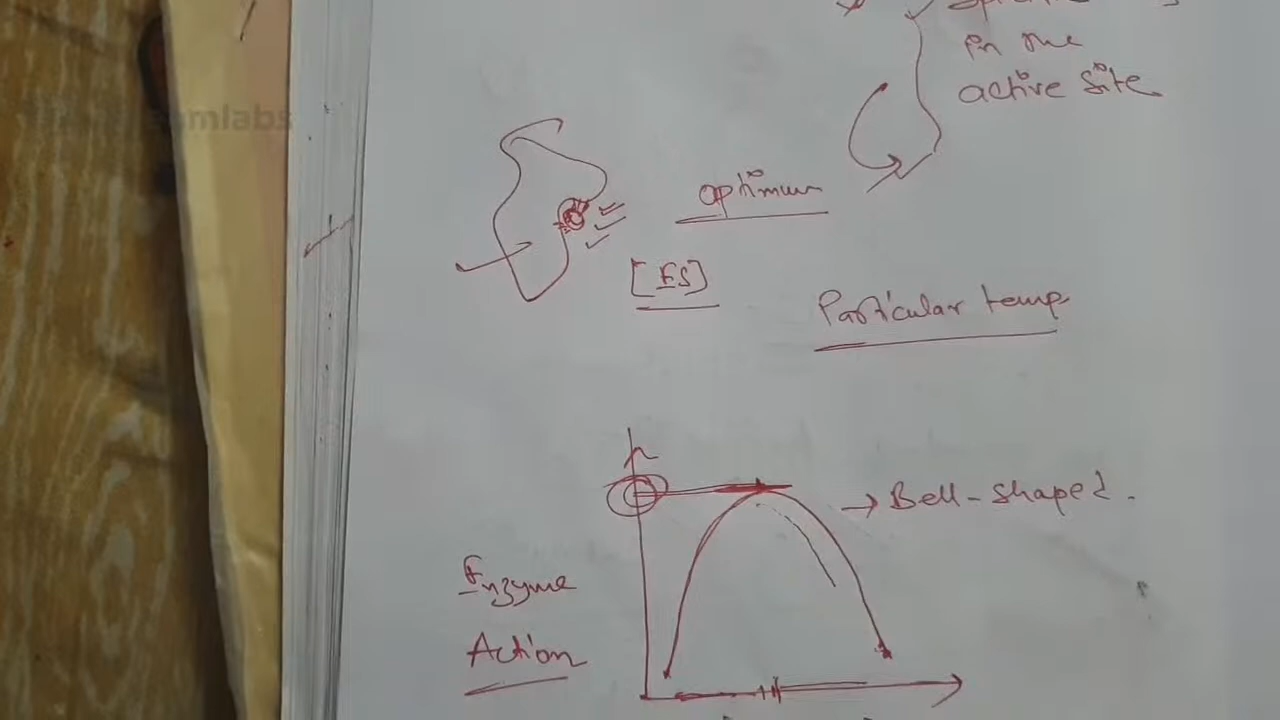 in the
active site
optimum
[ES]
Particular temp
→ Bell-shaped.
Enzyme
Action